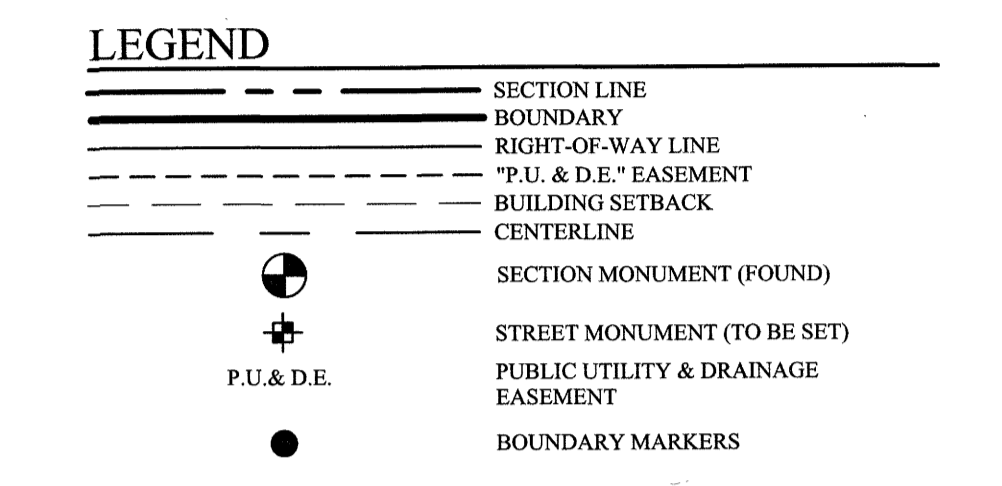 LEGEND
SECTION LINE
BOUNDARY
RIGHT-OF-WAY LINE
"P.U. & D.E." EASEMENT
BUILDING SETBACK
CENTERLINE
SECTION MONUMENT (FOUND)
STREET MONUMENT (TO BE SET)
P.U.& D.E.
PUBLIC UTILITY & DRAINAGE
EASEMENT
BOUNDARY MARKERS